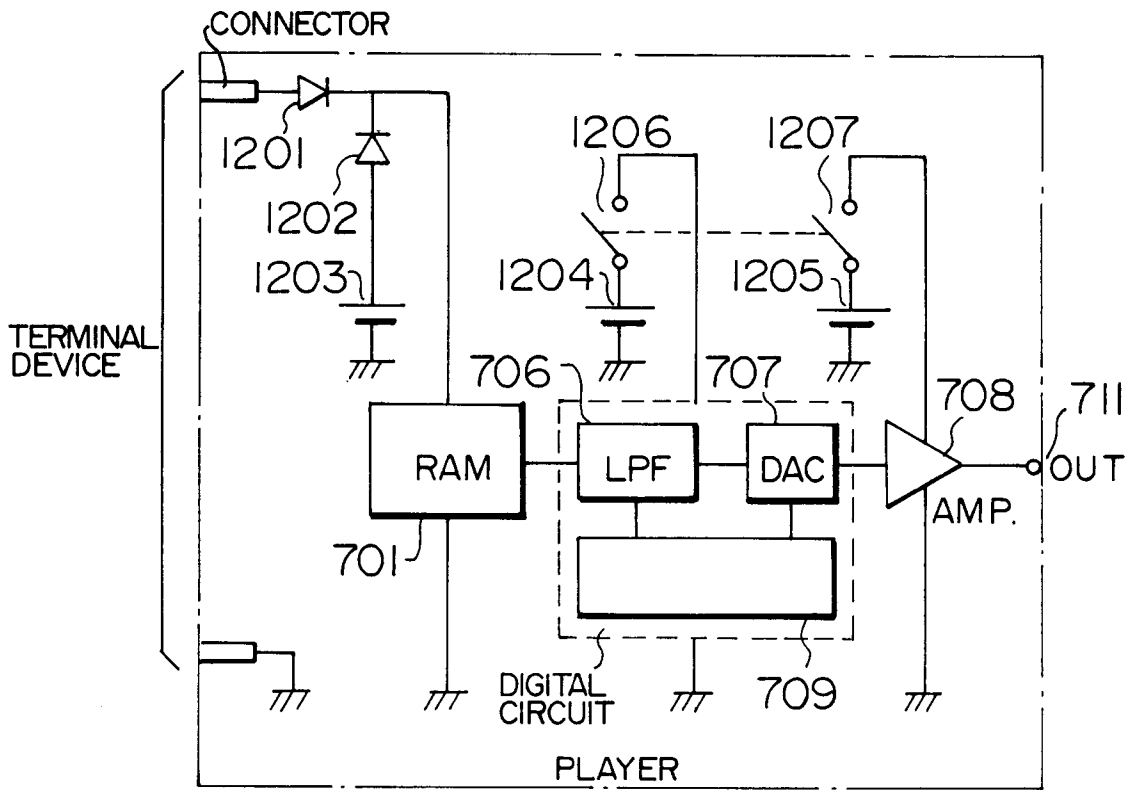 CONNECTOR
1201
1202
1203
1206
1207
1204
1205
TERMINAL
DEVICE
706
707
708
711
RAM
LPF
DAC
OUT
AMP.
701
DIGITAL
CIRCUIT
709
PLAYER